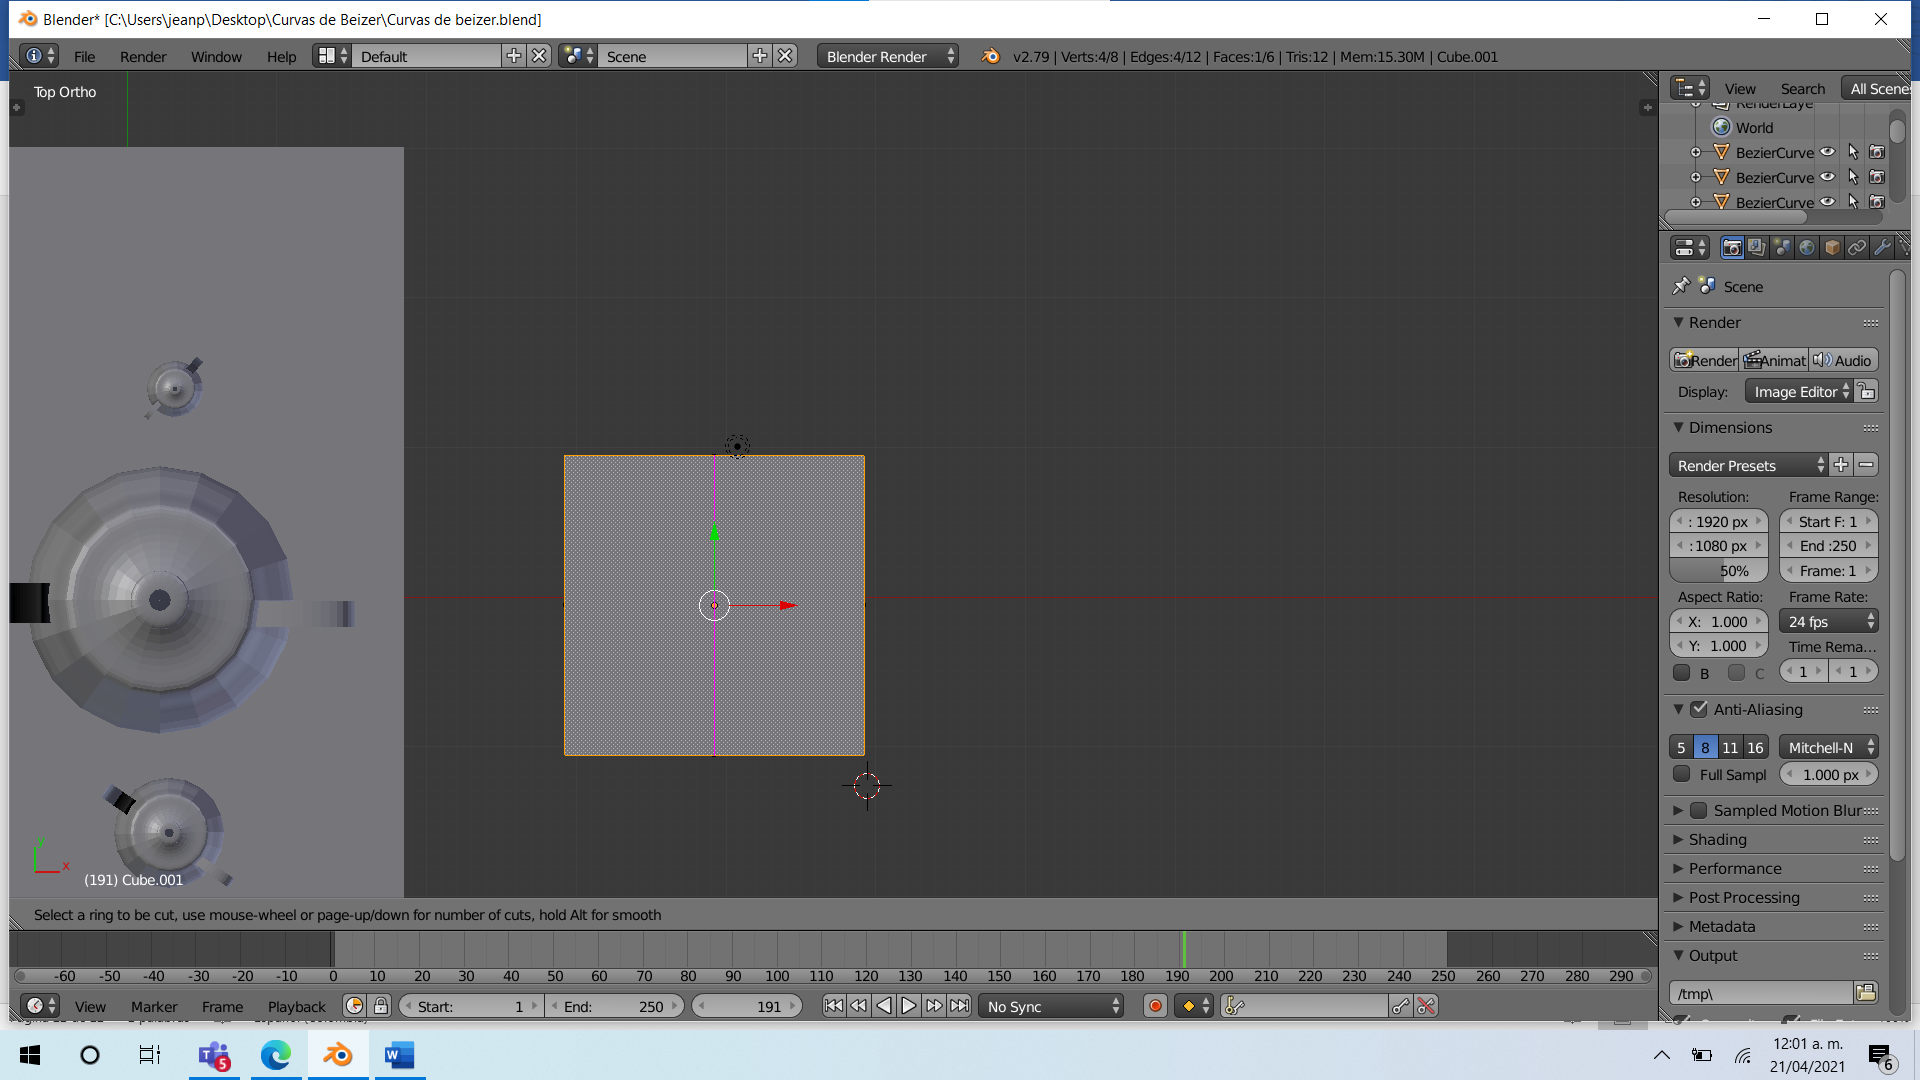 Blender* [C:\Users\jeanp\Desktop\Curvas de Beizer\Curvas de beizer.blend]
File Render Window Help Default Scene Blender Render v2.79 | Verts:4/8 | Edges:4/12 | Faces:1/6 | Tris:12 | Mem:15.30M | Cube.001
Top Ortho
View Search All Scenes
RenderLaye
World
BezierCurve
BezierCurve
BezierCurve
Scene
Render
Render Animat Audio
Display: Image Editor
Dimensions
Render Presets
Resolution: Frame Range:
: 1920 px Start F: 1
: 1080 px End :250
50% Frame: 1
Aspect Ratio: Frame Rate:
X: 1.000 24 fps
Y: 1.000 Time Rema...
B C 1 1
Anti-Aliasing
5 8 11 16 Mitchell-N
Full Sampl 1.000 px
Sampled Motion Blur
Shading
Performance
Post Processing
Metadata
Output
/tmp\
y
x
(191) Cube.001
Select a ring to be cut, use mouse-wheel or page-up/down for number of cuts, hold Alt for smooth
-60 -50 -40 -30 -20 -10 0 10 20 30 40 50 60 70 80 90 100 110 120 130 140 150 160 170 180 190 200 210 220 230 240 250 260 270 280 290
View Marker Frame Playback Start: 1 End: 250 191 No Sync
5
12:01 a. m.
21/04/2021
6